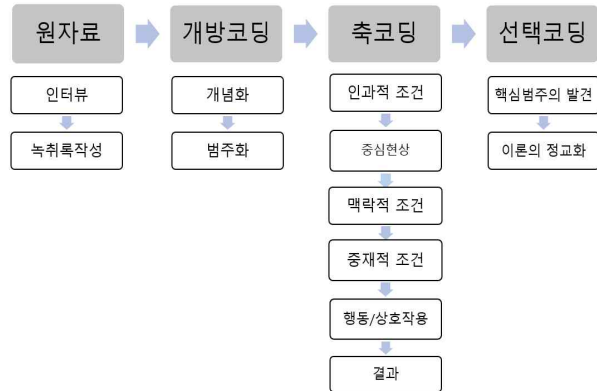 원자료
개방코딩
축코딩
선택코딩
인터뷰
녹취록작성
개념화
범주화
인과적 조건
중심현상
맥락적 조건
중재적 조건
행동/상호작용
결과
핵심범주의 발견
이론의 정교화